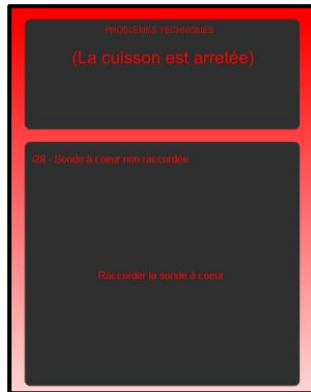 PROBLEMES TECHNIQUES
(La cuisson est arretée)
I28 - Sonde à coeur non raccordée
Raccorder la sonde à coeur